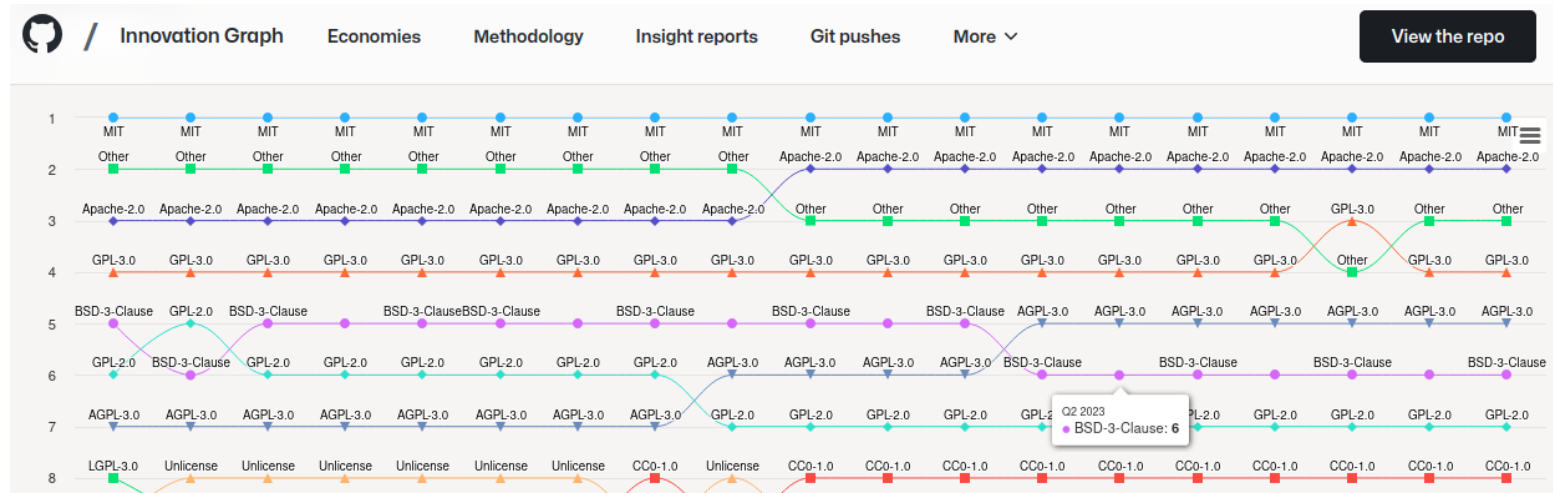 / Innovation Graph Economies Methodology Insight reports Git pushes More View the repo
1
MIT MIT MIT MIT MIT MIT MIT MIT MIT MIT MIT MIT MIT MIT MIT MIT MIT MIT MIT
Other Other Other Other Other Other Other Other Other Apache-2.0 Apache-2.0 Apache-2.0 Apache-2.0 Apache-2.0 Apache-2.0 Apache-2.0 Apache-2.0 Apache-2.0 Apache-2.0
2
Apache-2.0 Apache-2.0 Apache-2.0 Apache-2.0 Apache-2.0 Apache-2.0 Apache-2.0 Apache-2.0 Apache-2.0 Other Other Other Other Other Other Other GPL-3.0 Other Other
3
GPL-3.0 GPL-3.0 GPL-3.0 GPL-3.0 GPL-3.0 GPL-3.0 GPL-3.0 GPL-3.0 GPL-3.0 GPL-3.0 GPL-3.0 GPL-3.0 GPL-3.0 GPL-3.0 GPL-3.0 GPL-3.0 Other GPL-3.0 GPL-3.0
4
BSD-3-Clause GPL-2.0 BSD-3-Clause BSD-3-Clause BSD-3-Clause BSD-3-Clause BSD-3-Clause BSD-3-Clause AGPL-3.0 AGPL-3.0 AGPL-3.0 AGPL-3.0 AGPL-3.0 AGPL-3.0 AGPL-3.0
5
GPL-2.0 BSD-3-Clause GPL-2.0 GPL-2.0 GPL-2.0 GPL-2.0 GPL-2.0 GPL-2.0 AGPL-3.0 AGPL-3.0 AGPL-3.0 AGPL-3.0 BSD-3-Clause BSD-3-Clause BSD-3-Clause BSD-3-Clause
6
AGPL-3.0 AGPL-3.0 AGPL-3.0 AGPL-3.0 AGPL-3.0 AGPL-3.0 AGPL-3.0 AGPL-3.0 GPL-2.0 GPL-2.0 GPL-2.0 GPL-2.0 GPL-2.0 GPL-2.0 GPL-2.0 GPL-2.0
7
Q2 2023
BSD-3-Clause: 6
LGPL-3.0 Unlicense Unlicense Unlicense Unlicense Unlicense Unlicense CC0-1.0 Unlicense CC0-1.0 CC0-1.0 CC0-1.0 CC0-1.0 CC0-1.0 CC0-1.0 CC0-1.0 CC0-1.0 CC0-1.0 CC0-1.0
8